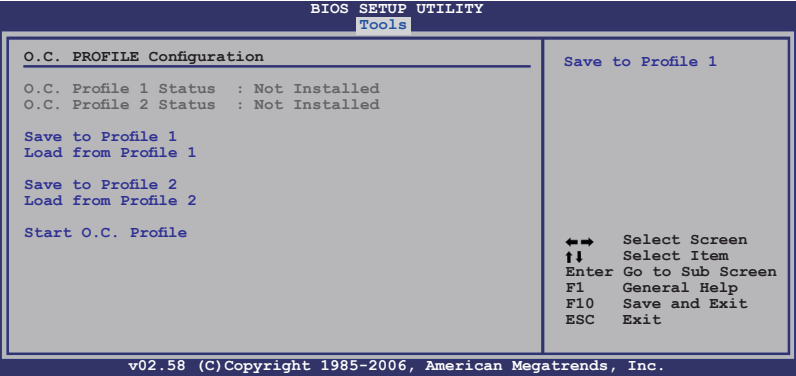 BIOS SETUP UTILITY
Tools
O.C. PROFILE Configuration
O.C. Profile 1 Status : Not Installed
O.C. Profile 2 Status : Not Installed
Save to Profile 1
Load from Profile 1
Save to Profile 2
Load from Profile 2
Start O.C. Profile
Save to Profile 1
←→ Select Screen
↑↓ Select Item
Enter Go to Sub Screen
F1 General Help
F10 Save and Exit
ESC Exit
v02.58 (C)Copyright 1985-2006, American Megatrends, Inc.